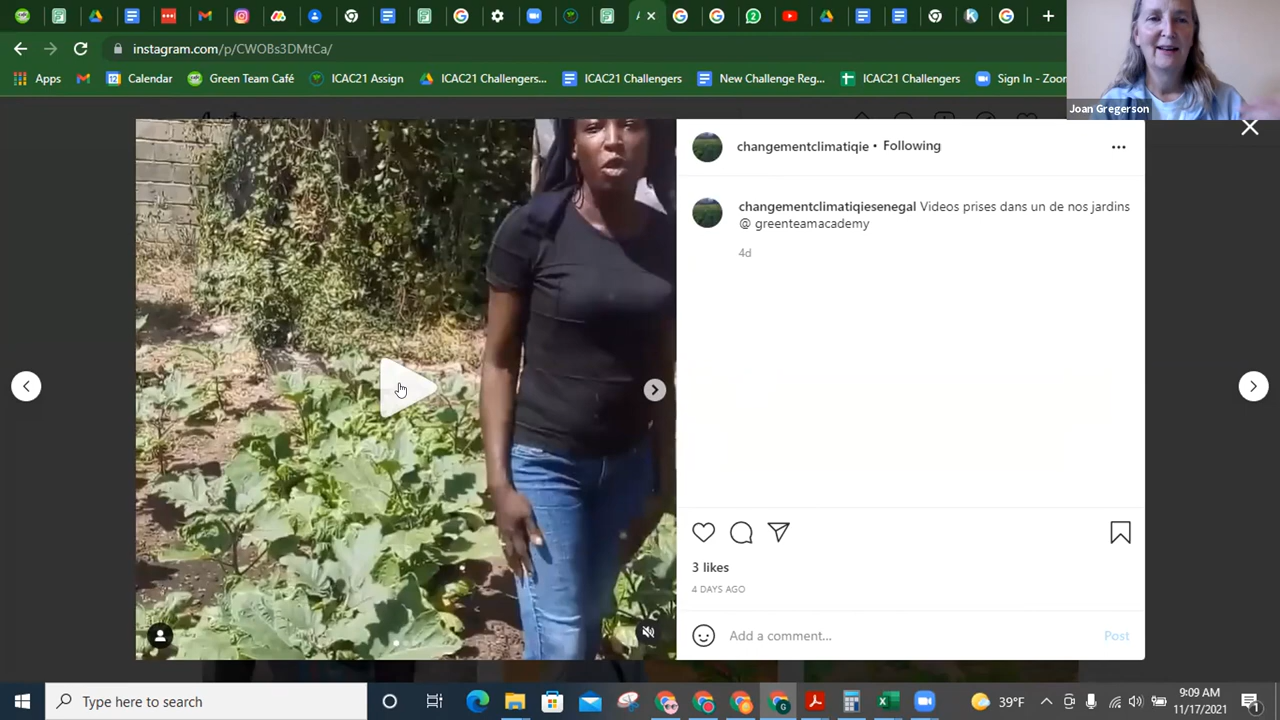 instagram.com/p/CWOBs3DMtCa/
Apps
Calendar
Green Team Café
ICAC21 Assign
ICAC21 Challengers...
ICAC21 Challengers
New Challenge Reg...
ICAC21 Challengers
Sign In - Zoor
Joan Gregerson
changementclimatiqie • Following
changementclimatiqiesenegal Videos prises dans un de nos jardins
@ greenteamacademy
4d
3 likes
4 DAYS AGO
Add a comment...
Post
Type here to search
39°F
9:09 AM
11/17/2021